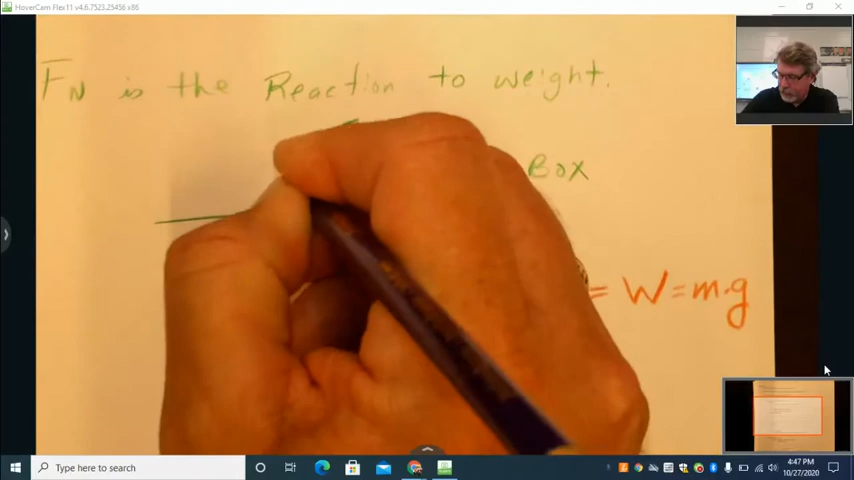 HoverCam Flex11 v4.6.7523.25456 x86
FN is the Reaction to weight.
Box
= W = m.g
Type here to search
4:47 PM
10/27/2020